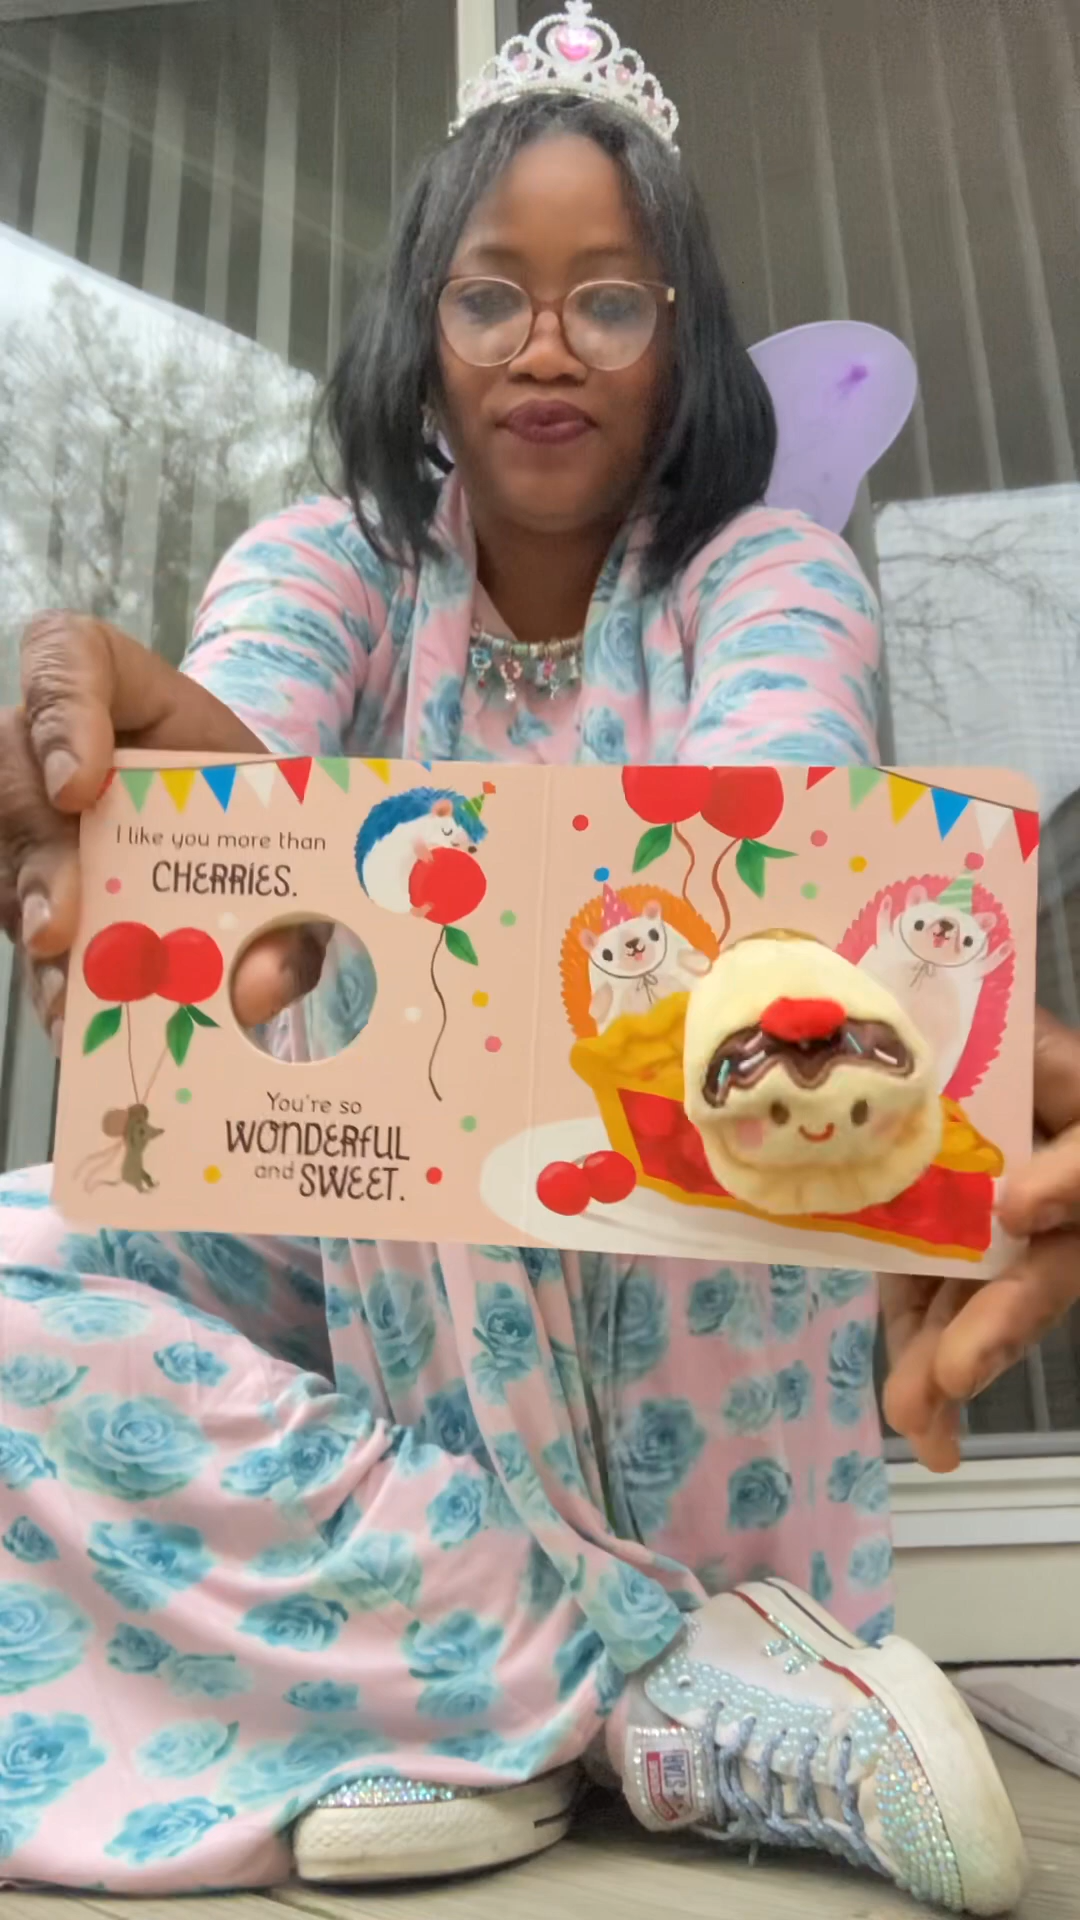 I like you more than
CHERRIES.
You're so
WONDERFUL
and SWEET.
STAR